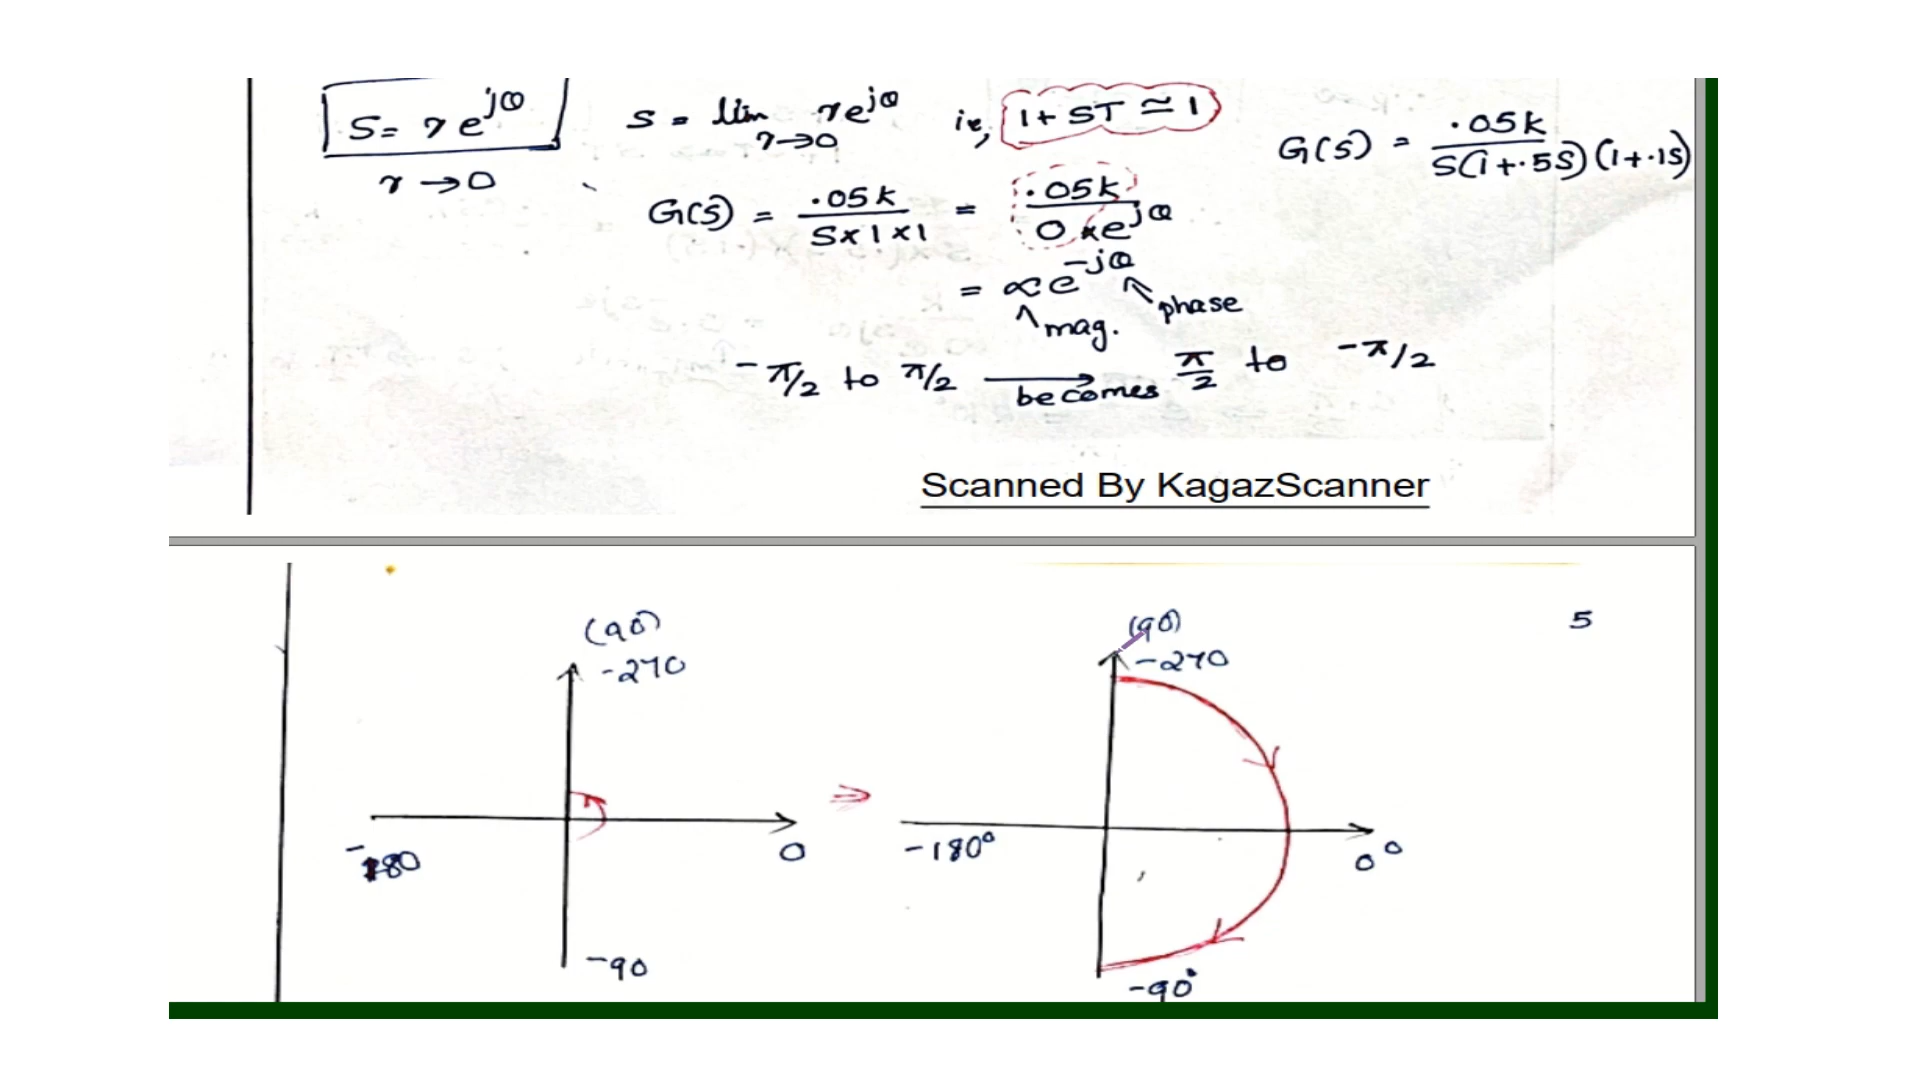 S = r e^jθ
r → 0
S = lim r→0 r e^jθ ie, 1 + ST ≃ 1
G(S) = .05K / S(1+.5S)(1+.1S)
G(S) = .05K / S×1×1 = .05K / 0×e^jθ
= ∞ e^-jθ
mag. phase
-π/2 to π/2 becomes π/2 to -π/2
Scanned By KagazScanner
5
(90)
-270
-180
0
-90
⇒
(90)
-270
-180°
0°
-90°